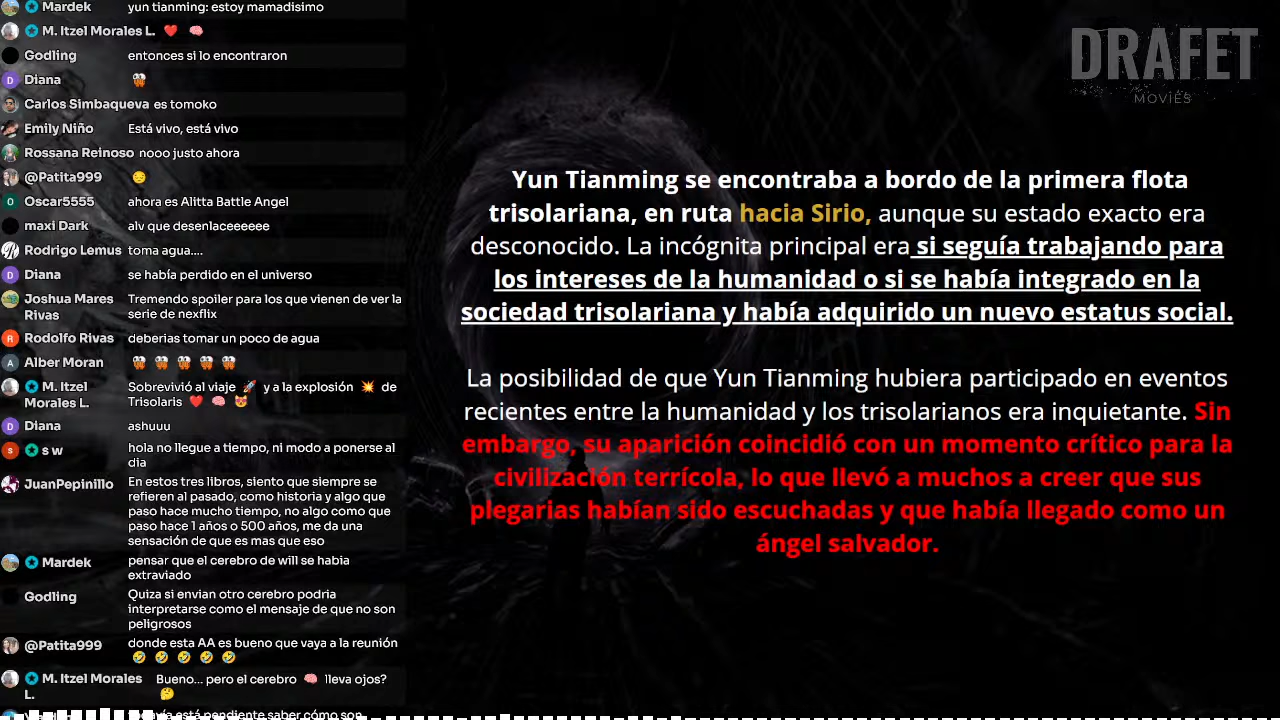 Mardek yun tianming: estoy mamadisimo
M. Itzel Morales L. ❤️ 🧠
Godling entonces si lo encontraron
Diana
Carlos Simbaqueva es tomoko
Emily Niño Está vivo, está vivo
Rossana Reinoso nooo justo ahora
@Patita999 😔
Oscar5555 ahora es Alitta Battle Angel
maxi Dark alv que desenlaceeeeee
Rodrigo Lemus toma agua....
Diana se había perdido en el universo
Joshua Mares Rivas Tremendo spoiler para los que vienen de ver la
serie de nexflix
Rodolfo Rivas deberias tomar un poco de agua
Alber Moran
M. Itzel Morales L. Sobrevivió al viaje 🚀 y a la explosión 💥 de
Trisolaris ❤️ 🧠 😻
Diana ashuuu
s w hola no llegue a tiempo, ni modo a ponerse al
dia
JuanPepinillo En estos tres libros, siento que siempre se
refieren al pasado, como historia y algo que
paso hace mucho tiempo, no algo como que
paso hace 1 años o 500 años, me da una
sensación de que es mas que eso
Mardek pensar que el cerebro de will se habia
extraviado
Godling Quiza si envian otro cerebro podria
interpretarse como el mensaje de que no son
peligrosos
@Patita999 donde esta AA es bueno que vaya a la reunión
🤣 🤣 🤣 🤣 🤣
M. Itzel Morales L. Bueno... pero el cerebro 🧠 lleva ojos?
🤔
está pendiente saber cómo son
DRAFET
MOVIES
Yun Tianming se encontraba a bordo de la primera flota
trisolariana, en ruta hacia Sirio, aunque su estado exacto era
desconocido. La incógnita principal era si seguía trabajando para
los intereses de la humanidad o si se había integrado en la
sociedad trisolariana y había adquirido un nuevo estatus social.
La posibilidad de que Yun Tianming hubiera participado en eventos
recientes entre la humanidad y los trisolarianos era inquietante. Sin
embargo, su aparición coincidió con un momento crítico para la
civilización terrícola, lo que llevó a muchos a creer que sus
plegarias habían sido escuchadas y que había llegado como un
ángel salvador.